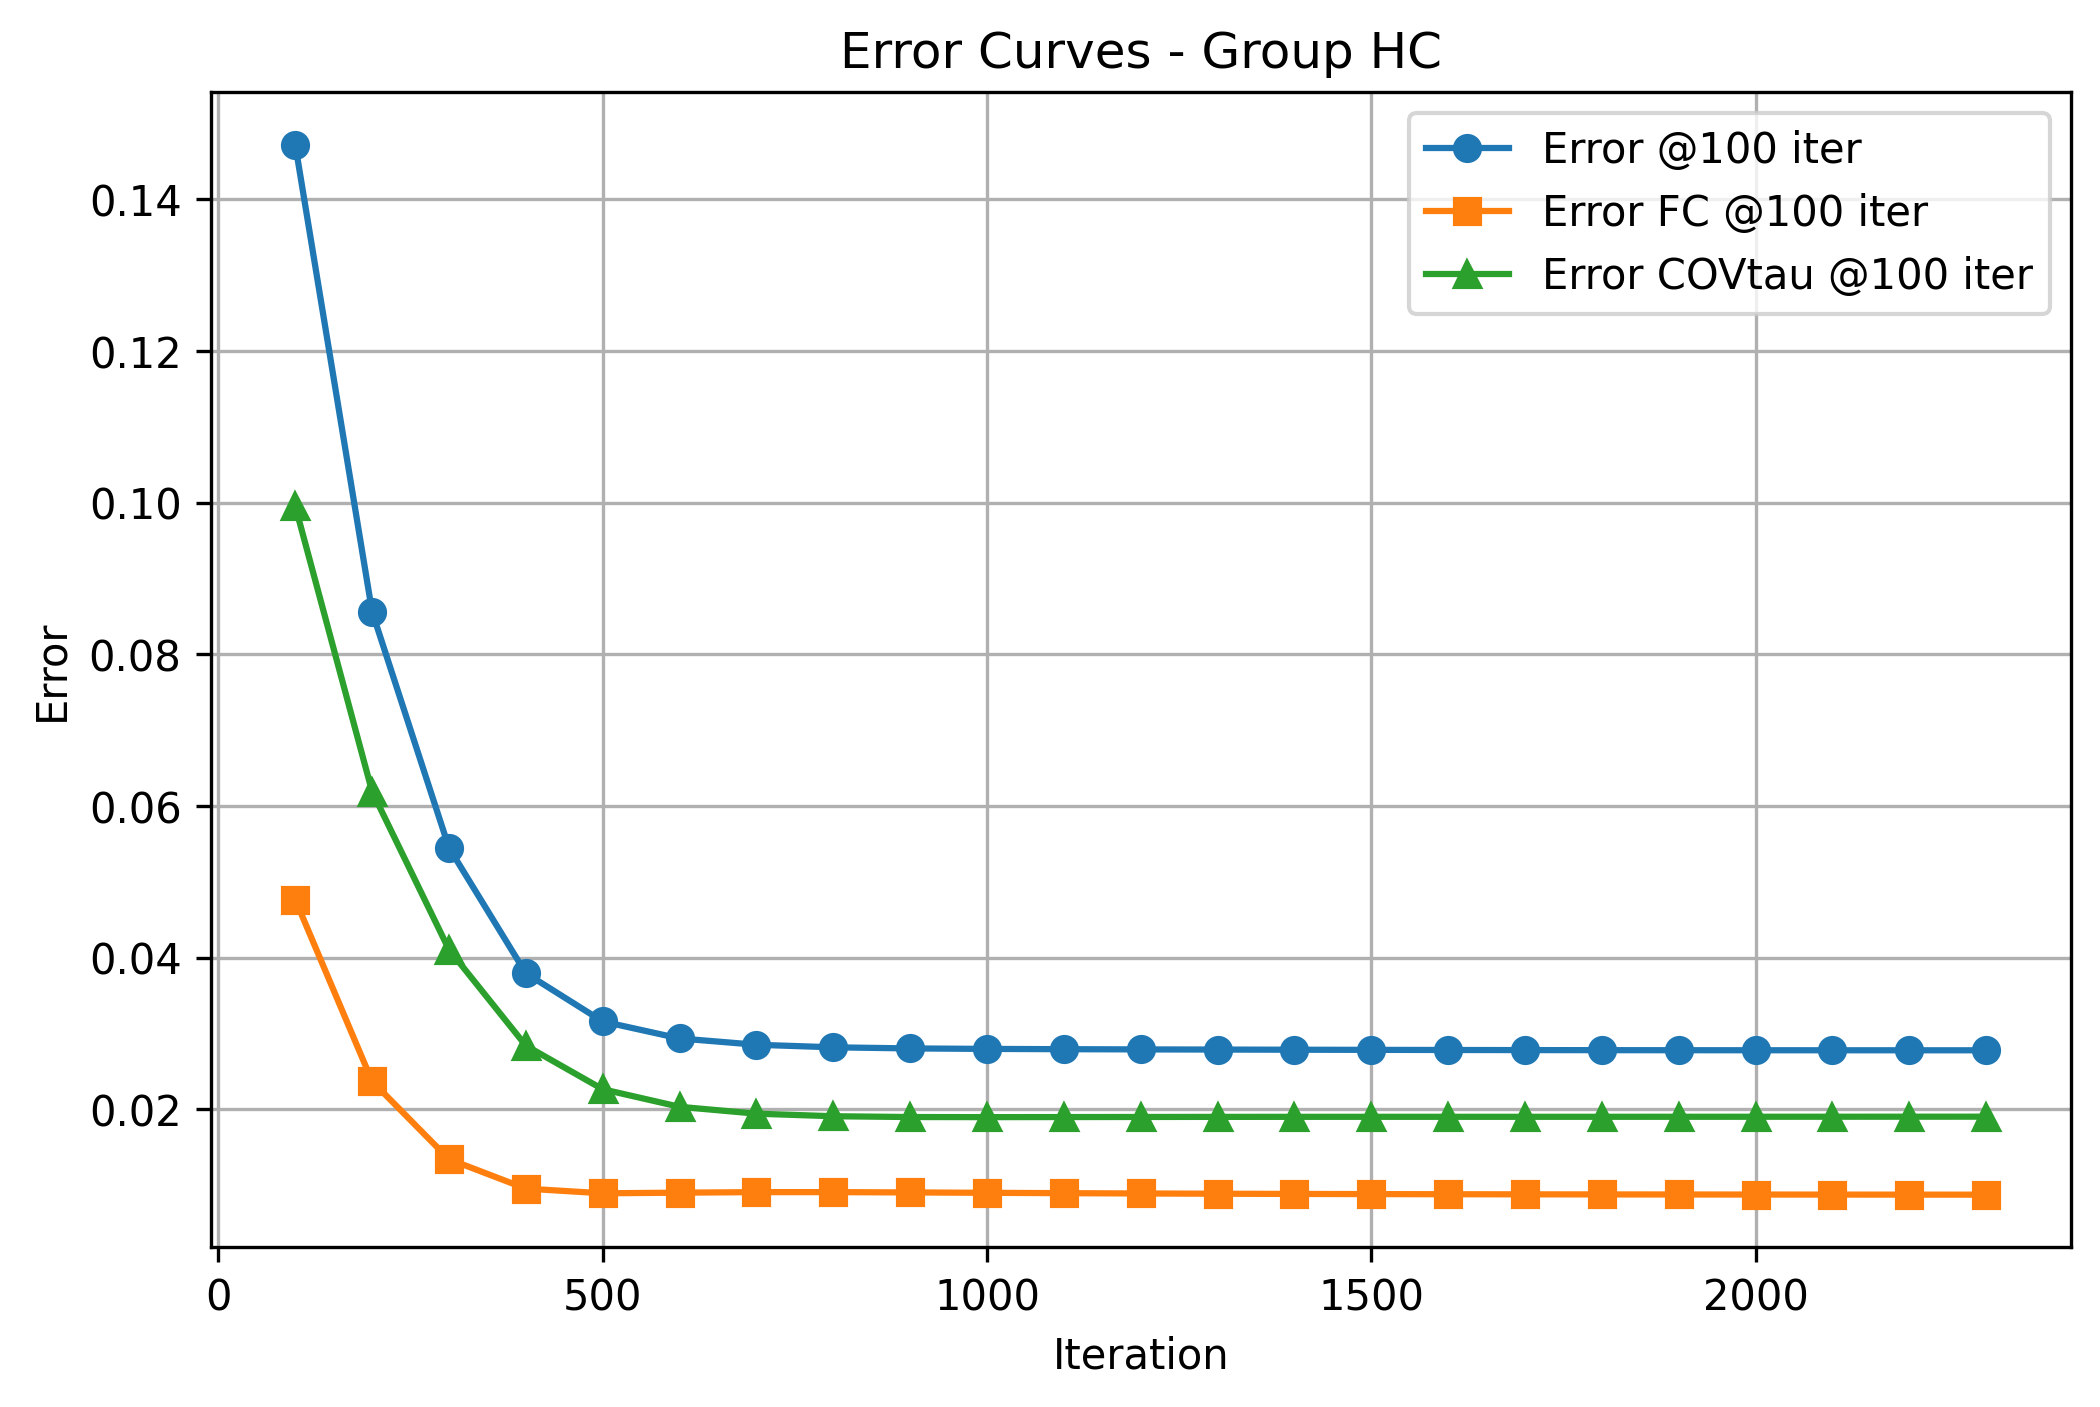 Error Curves - Group HC
Error @100 iter
Error FC @100 iter
Error COVtau @100 iter
0.14
0.12
0.10
0.08
0.06
0.04
0.02
Error
0 500 1000 1500 2000
Iteration